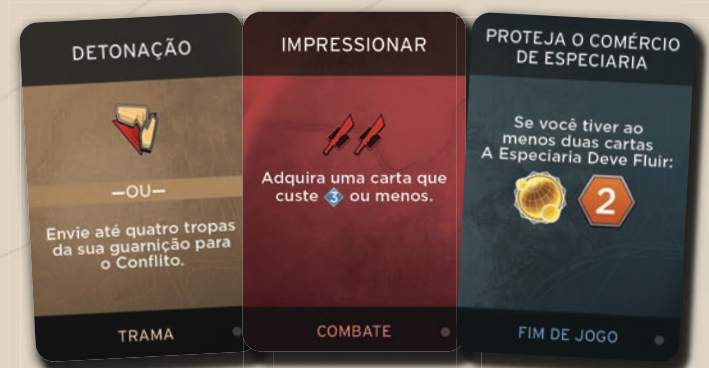 DETONAÇÃO
—OU—
Envie até quatro tropas
da sua guarnição para
o Conflito.
TRAMA
IMPRESSIONAR
Adquira uma carta que
custe 3 ou menos.
COMBATE
PROTEJA O COMÉRCIO
DE ESPECIARIA
Se você tiver ao
menos duas cartas
A Especiaria Deve Fluir:
2
FIM DE JOGO